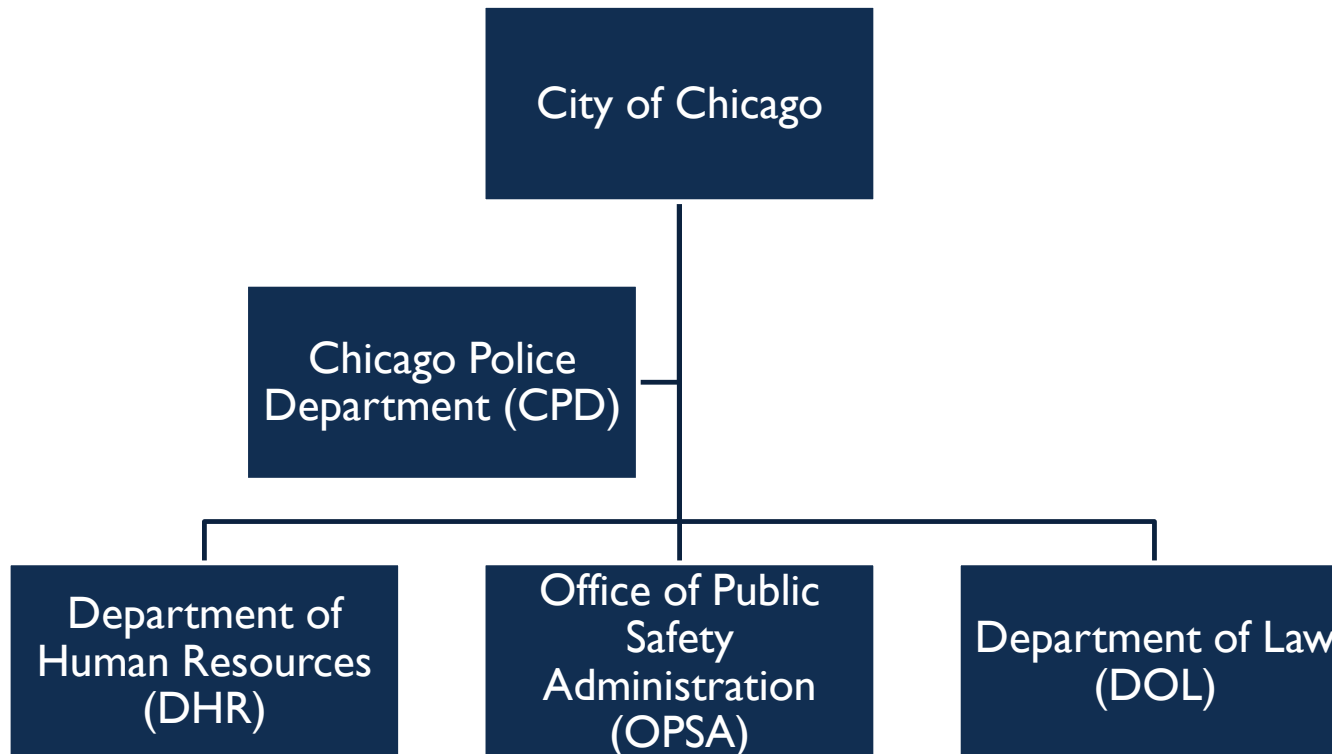 City of Chicago
Chicago Police
Department (CPD)
Department of
Human Resources
(DHR)
Office of Public
Safety
Administration
(OPSA)
Department of Law
(DOL)